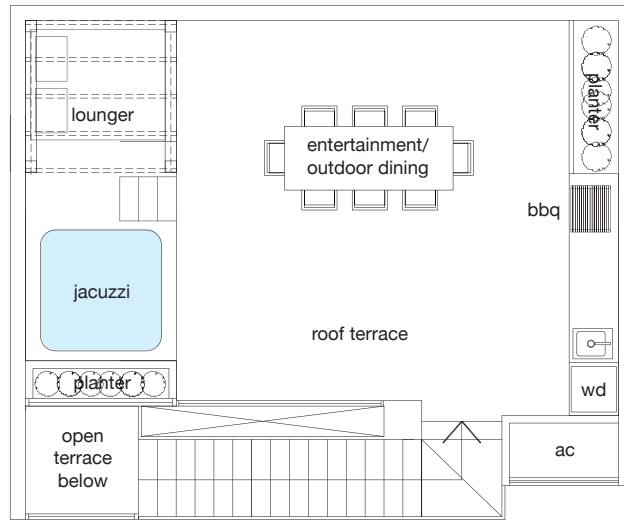 lounger
entertainment/
outdoor dining
planter
bbq
jacuzzi
roof terrace
planter
wd
open
terrace
below
ac